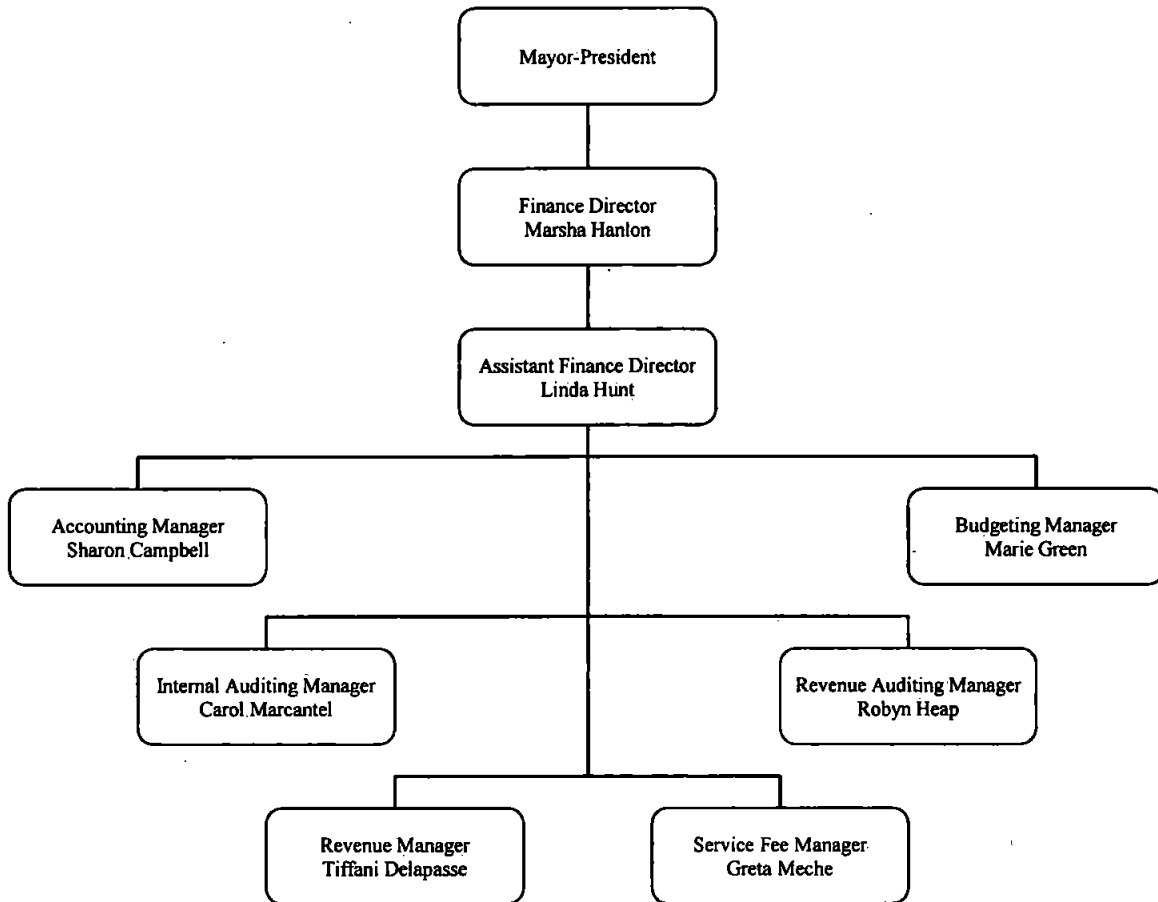 Mayor-President
Finance Director
Marsha Hanlon
Assistant Finance Director
Linda Hunt
Accounting Manager
Sharon Campbell
Budgeting Manager
Marie Green
Internal Auditing Manager
Carol Marcantel
Revenue Auditing Manager
Robyn Heap
Revenue Manager
Tiffani Delapasse
Service Fee Manager
Greta Meche